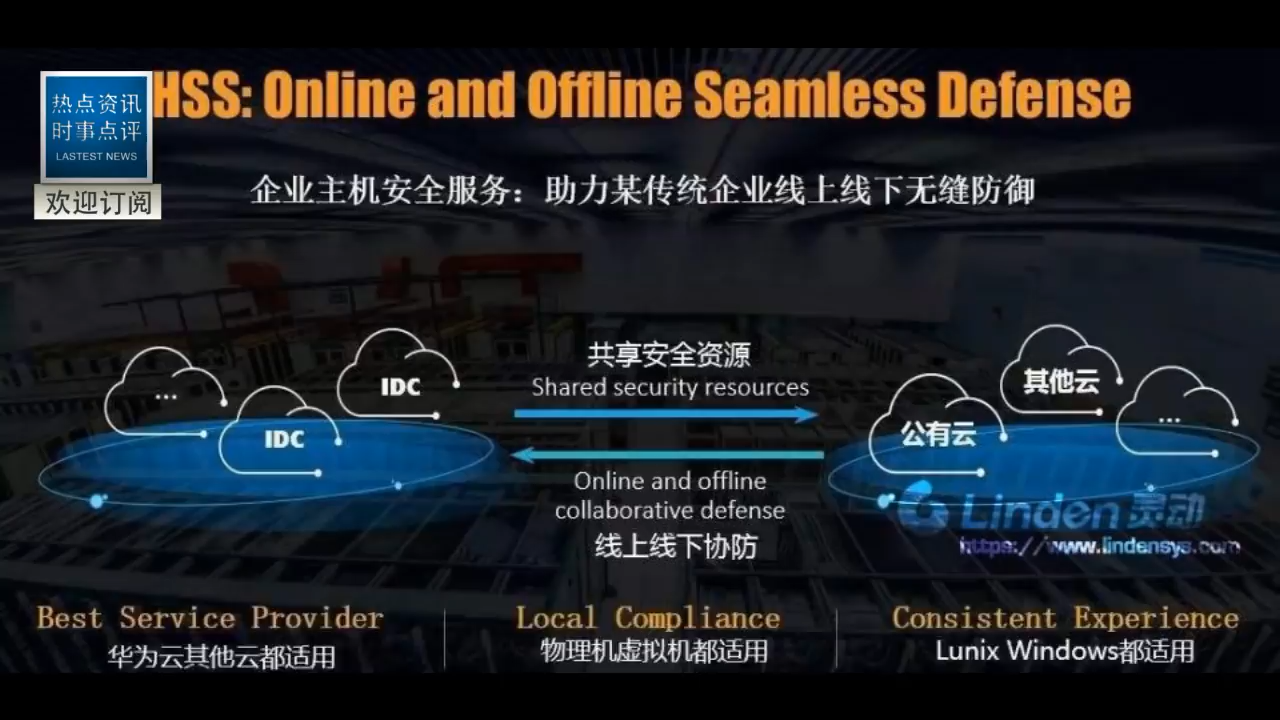 HSS: Online and Offline Seamless Defense
热点资讯
时事点评
LASTEST NEWS
欢迎订阅
企业主机安全服务：助力某传统企业线上线下无缝防御
...
IDC
IDC
共享安全资源
Shared security resources
Online and offline
collaborative defense
线上线下协防
公有云
其他云
...
Linden 灵动
https://www.lindensys.com
Best Service Provider
华为云其他云都适用
Local Compliance
物理机虚拟机都适用
Consistent Experience
Lunix Windows都适用